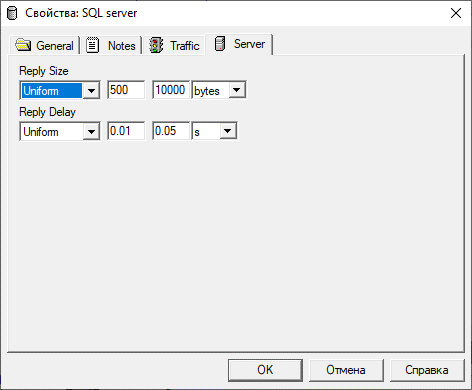 Свойства: SQL server
General Notes Traffic Server
Reply Size
Uniform 500 10000 bytes
Reply Delay
Uniform 0.01 0.05 s
OK Отмена Справка